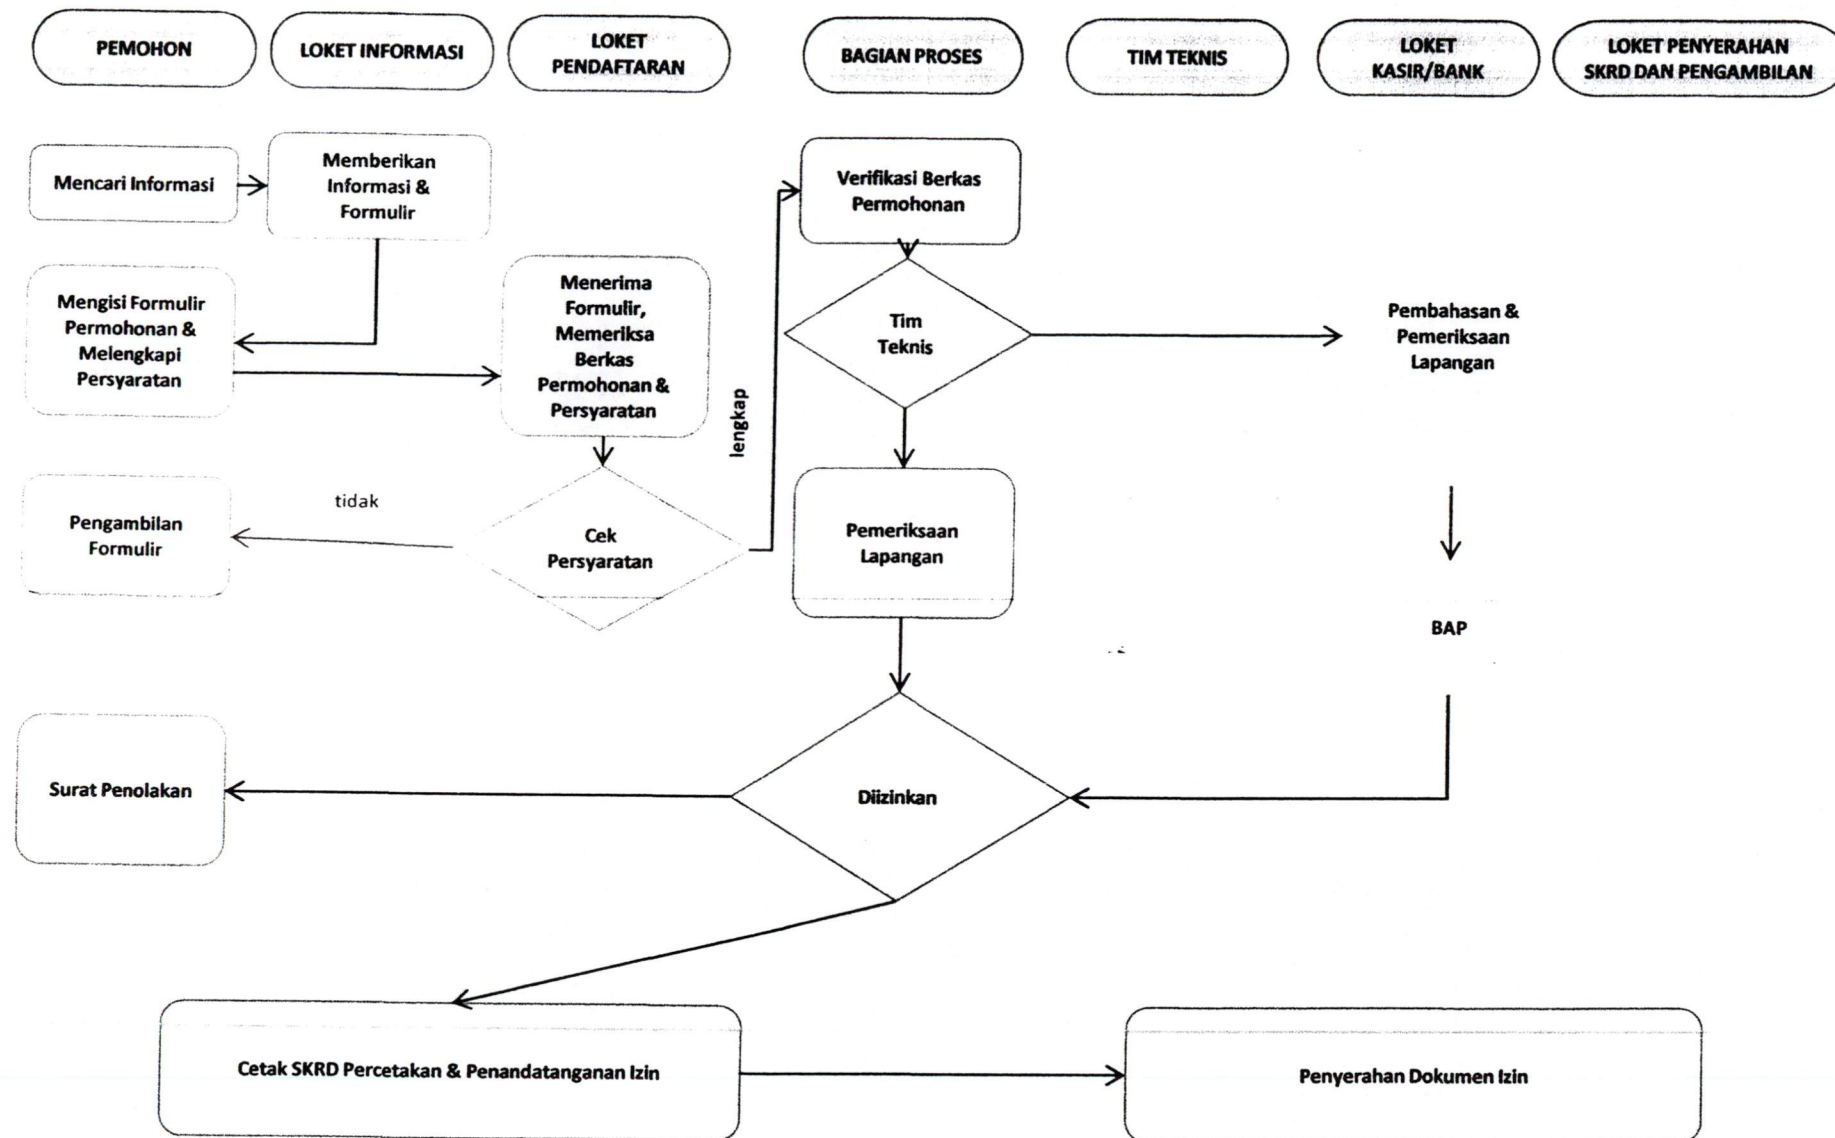 PEMOHON
LOKET INFORMASI
LOKET
PENDAFTARAN
BAGIAN PROSES
TIM TEKNIS
LOKET
KASIR/BANK
LOKET PENYERAHAN
SKRD DAN PENGAMBILAN
Mencari Informasi
Memberikan
Informasi &
Formulir
Verifikasi Berkas
Permohonan
Mengisi Formulir
Permohonan &
Melengkapi
Persyaratan
Menerima
Formulir,
Memeriksa
Berkas
Permohonan &
Persyaratan
lengkap
Tim
Teknis
Pembahasan &
Pemeriksaan
Lapangan
Pengambilan
Formulir
tidak
Cek
Persyaratan
Pemeriksaan
Lapangan
BAP
Surat Penolakan
Diizinkan
Cetak SKRD Percetakan & Penandatanganan Izin
Penyerahan Dokumen Izin